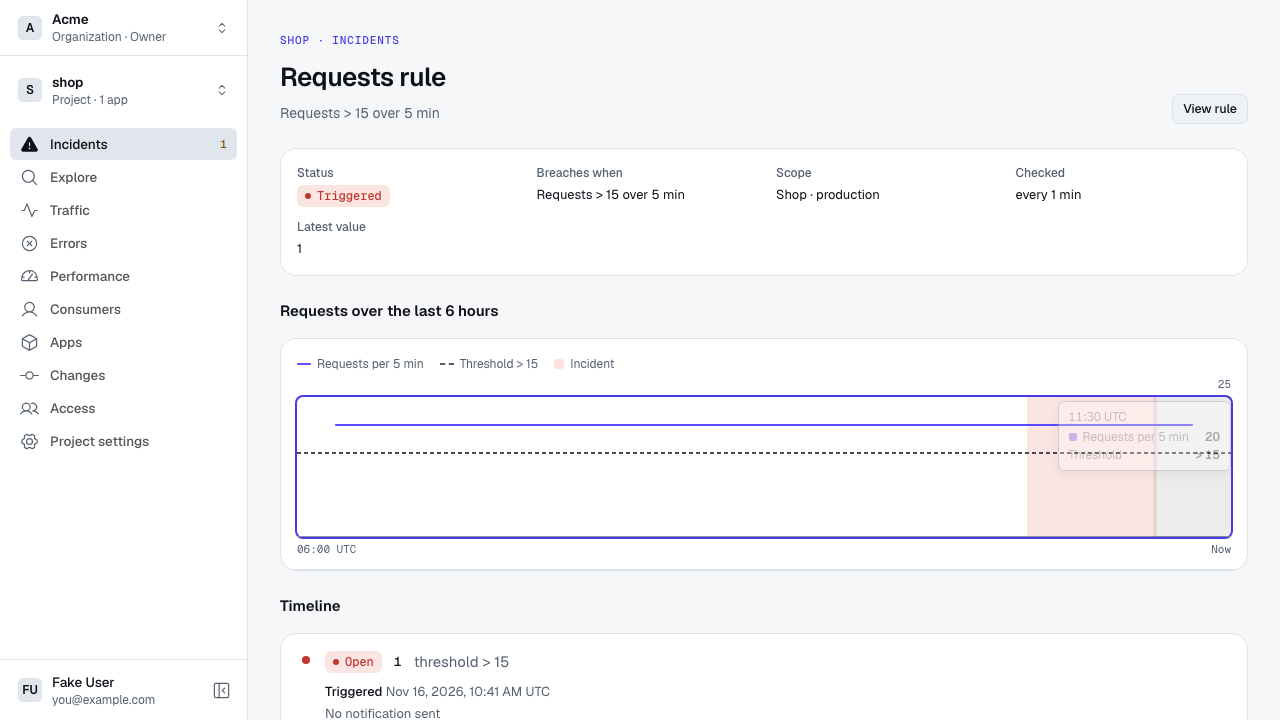 A
Acme
Organization · Owner
S
shop
Project · 1 app
Incidents 1
Explore
Traffic
Errors
Performance
Consumers
Apps
Changes
Access
Project settings
FU
Fake User
you@example.com
SHOP · INCIDENTS
Requests rule
Requests > 15 over 5 min
View rule
Status
Triggered
Breaches when
Requests > 15 over 5 min
Scope
Shop · production
Checked
every 1 min
Latest value
1
Requests over the last 6 hours
Requests per 5 min Threshold > 15 Incident
25
11:30 UTC
Requests per 5 min 20
Threshold > 15
06:00 UTC Now
Timeline
Open 1 threshold > 15
Triggered Nov 16, 2026, 10:41 AM UTC
No notification sent